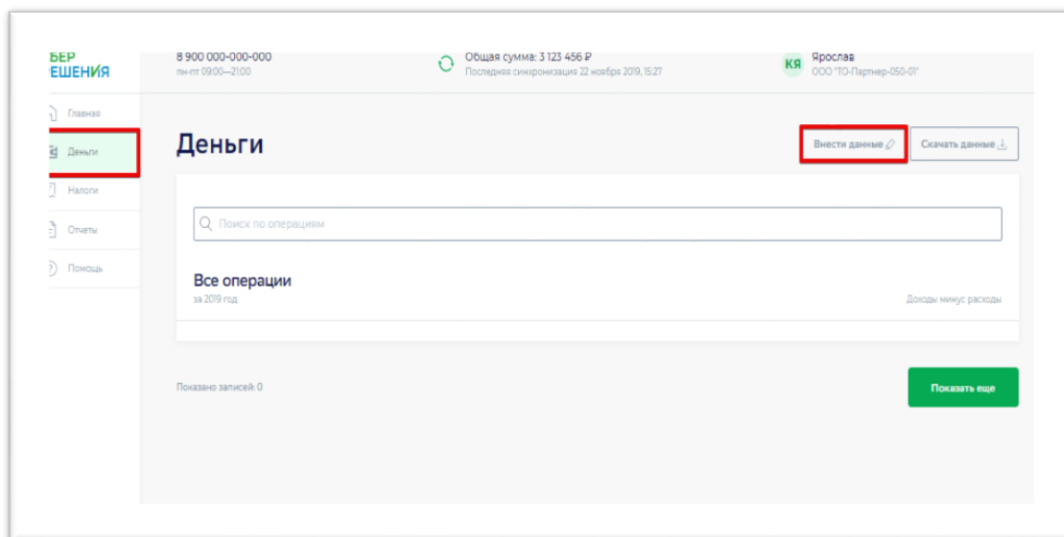 БЕР
ЕШЕНИЯ
8 900 000-000-000
пн-пт 09:00—21:00
Общая сумма: 3 123 456 ₽
Последняя синхронизация 22 ноября 2019, 15:27
КЯ
Ярослав
ООО "ТО-Партнер-050-01"
Главная
Деньги
Налоги
Отчеты
Помощь
Деньги
Внести данные
Скачать данные
Поиск по операциям
Все операции
за 2019 год
Доходы минус расходы
Показано записей: 0
Показать еще